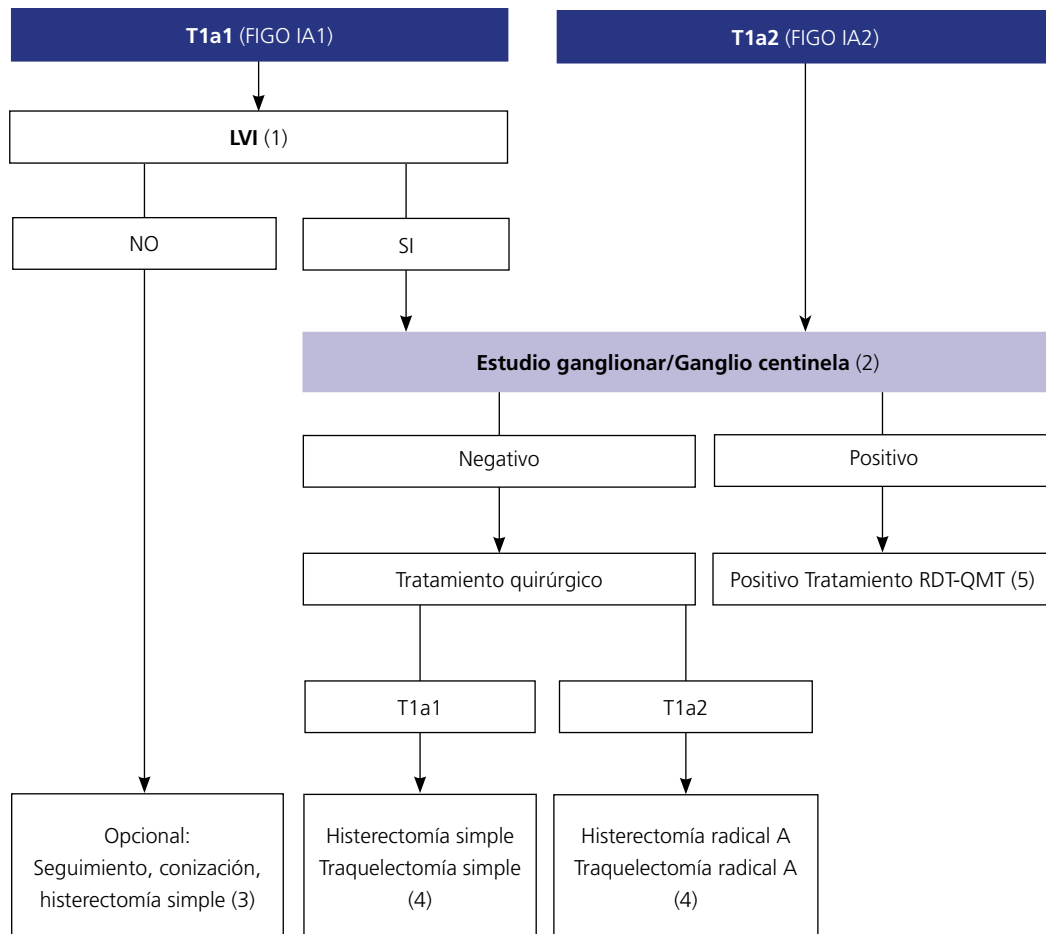 T1a1 (FIGO IA1)
T1a2 (FIGO IA2)
LVI (1)
NO
SI
Estudio ganglionar/Ganglio centinela (2)
Negativo
Positivo
Tratamiento quirúrgico
Positivo Tratamiento RDT-QMT (5)
T1a1
T1a2
Opcional:
Seguimiento, conización,
histerectomía simple (3)
Histerectomía simple
Traquelectomía simple
(4)
Histerectomía radical A
Traquelectomía radical A
(4)